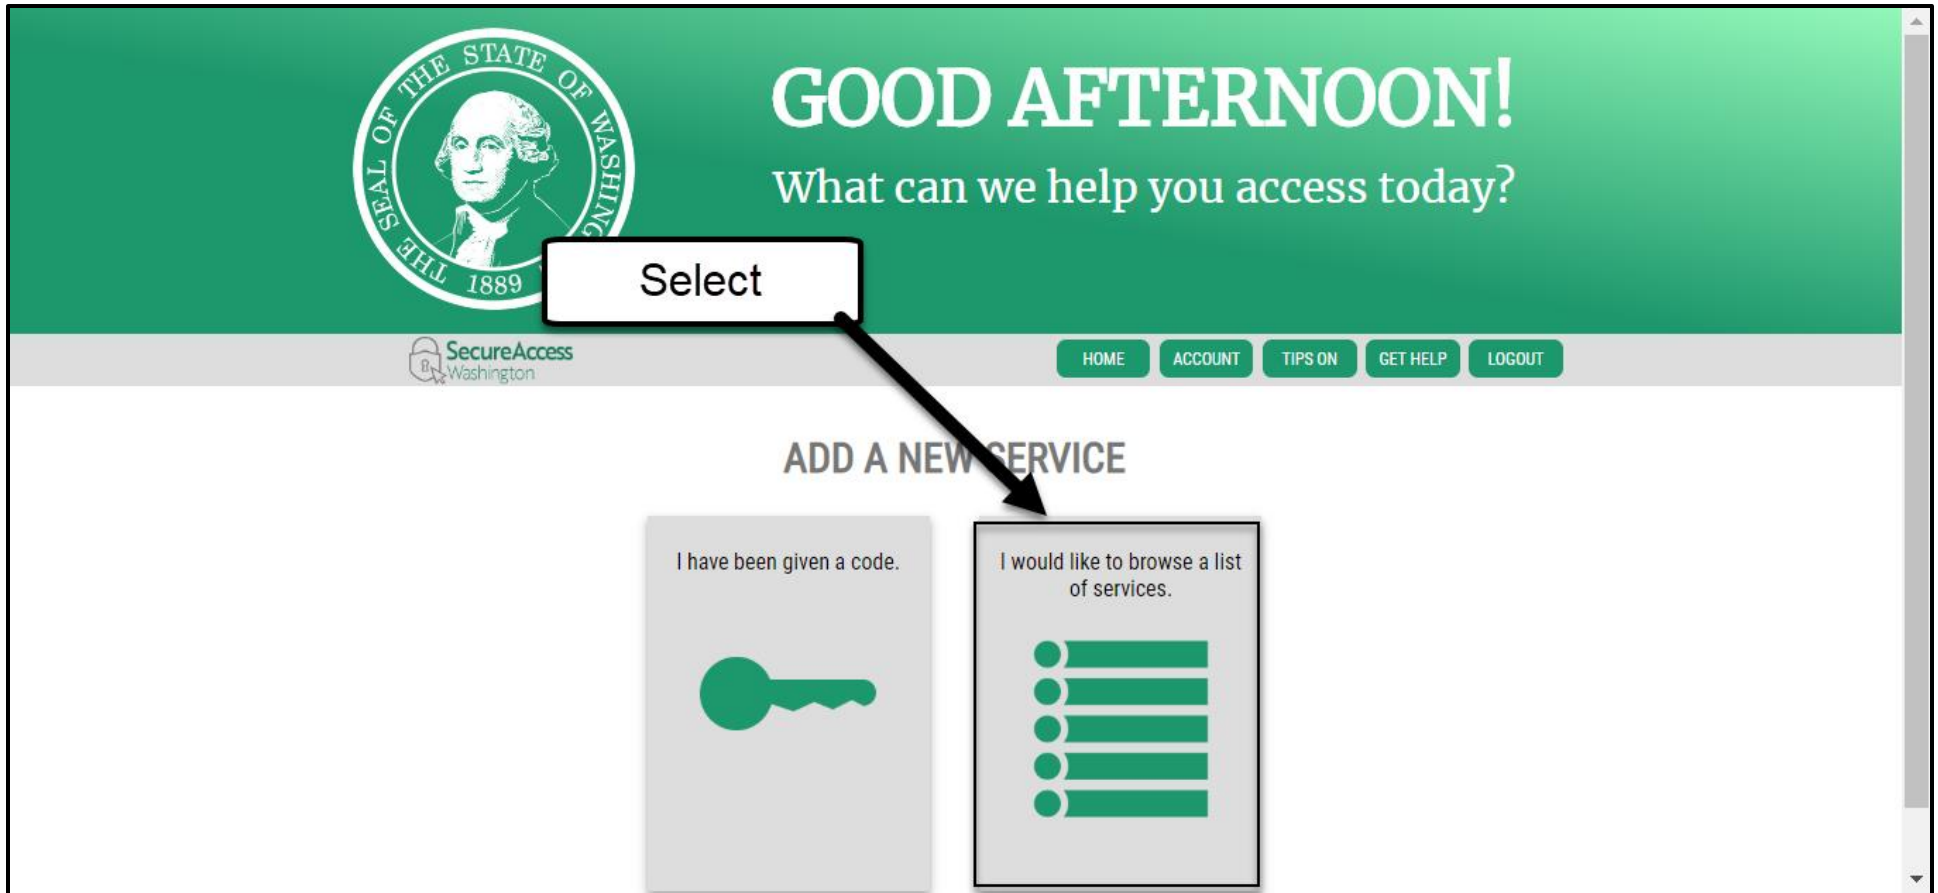 THE SEAL OF THE STATE OF WASHING
1889
GOOD AFTERNOON!
What can we help you access today?
Select
SecureAccess
Washington
HOME ACCOUNT TIPS ON GET HELP LOGOUT
ADD A NEW SERVICE
I have been given a code.
I would like to browse a list
of services.